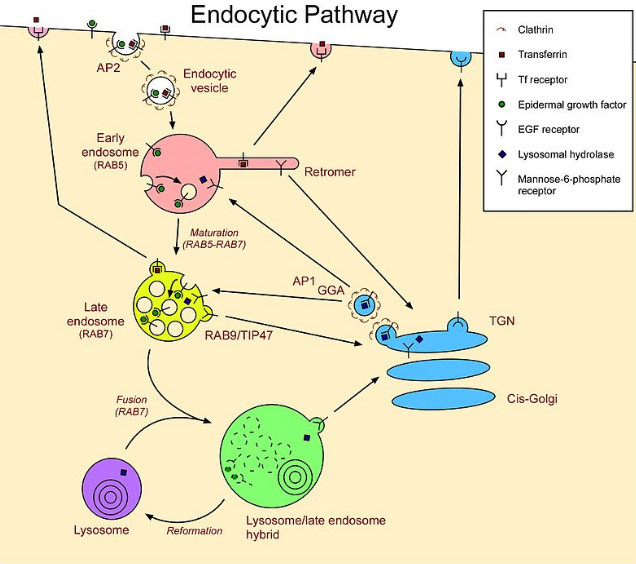 Endocytic Pathway
Clathrin
Transferrin
Tf receptor
Epidermal growth factor
EGF receptor
Lysosomal hydrolase
Mannose-6-phosphate
receptor
AP2
Endocytic
vesicle
Early
endosome
(RAB5)
Retromer
Maturation
(RAB5-RAB7)
AP1
GGA
Late
endosome
(RAB7)
RAB9/TIP47
TGN
Cis-Golgi
Fusion
(RAB7)
Lysosome
Reformation
Lysosome/late endosome
hybrid